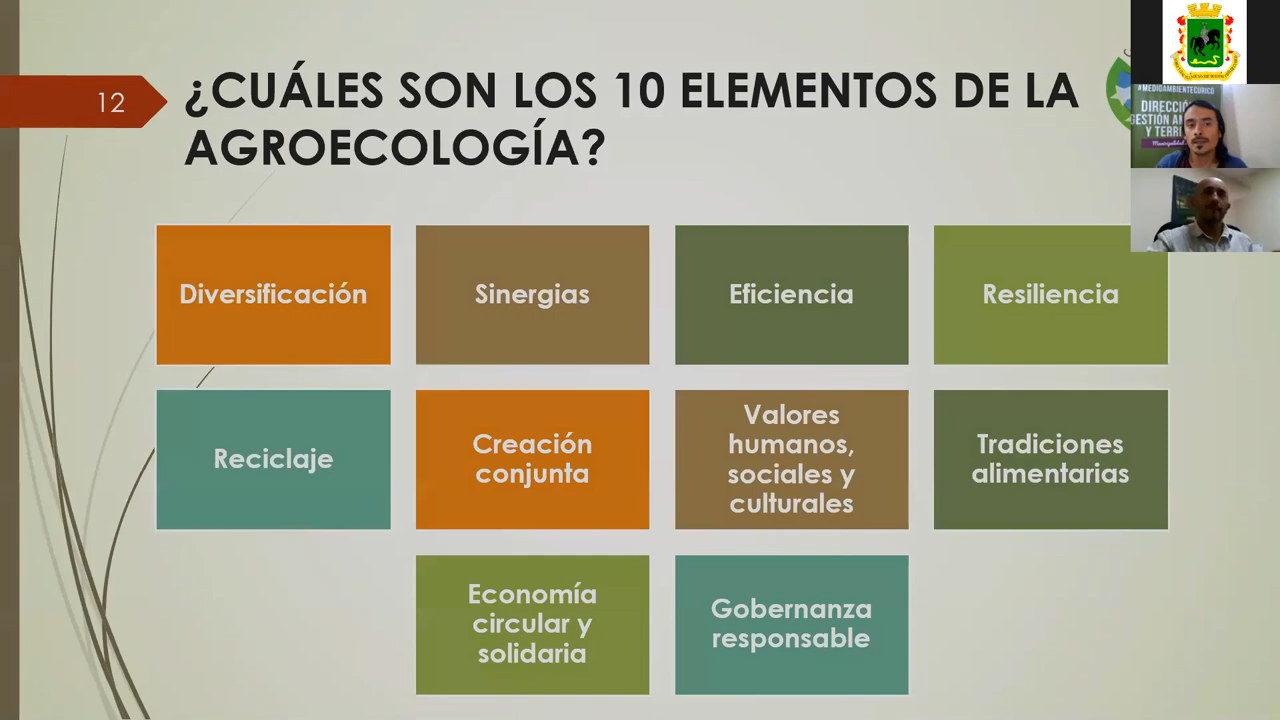 12
¿CUÁLES SON LOS 10 ELEMENTOS DE LA
AGROECOLOGÍA?
#MEDIOAMBIENTECURICÓ
Diversificación
Sinergias
Eficiencia
Resiliencia
Reciclaje
Creación
conjunta
Valores
humanos,
sociales y
culturales
Tradiciones
alimentarias
Economía
circular y
solidaria
Gobernanza
responsable